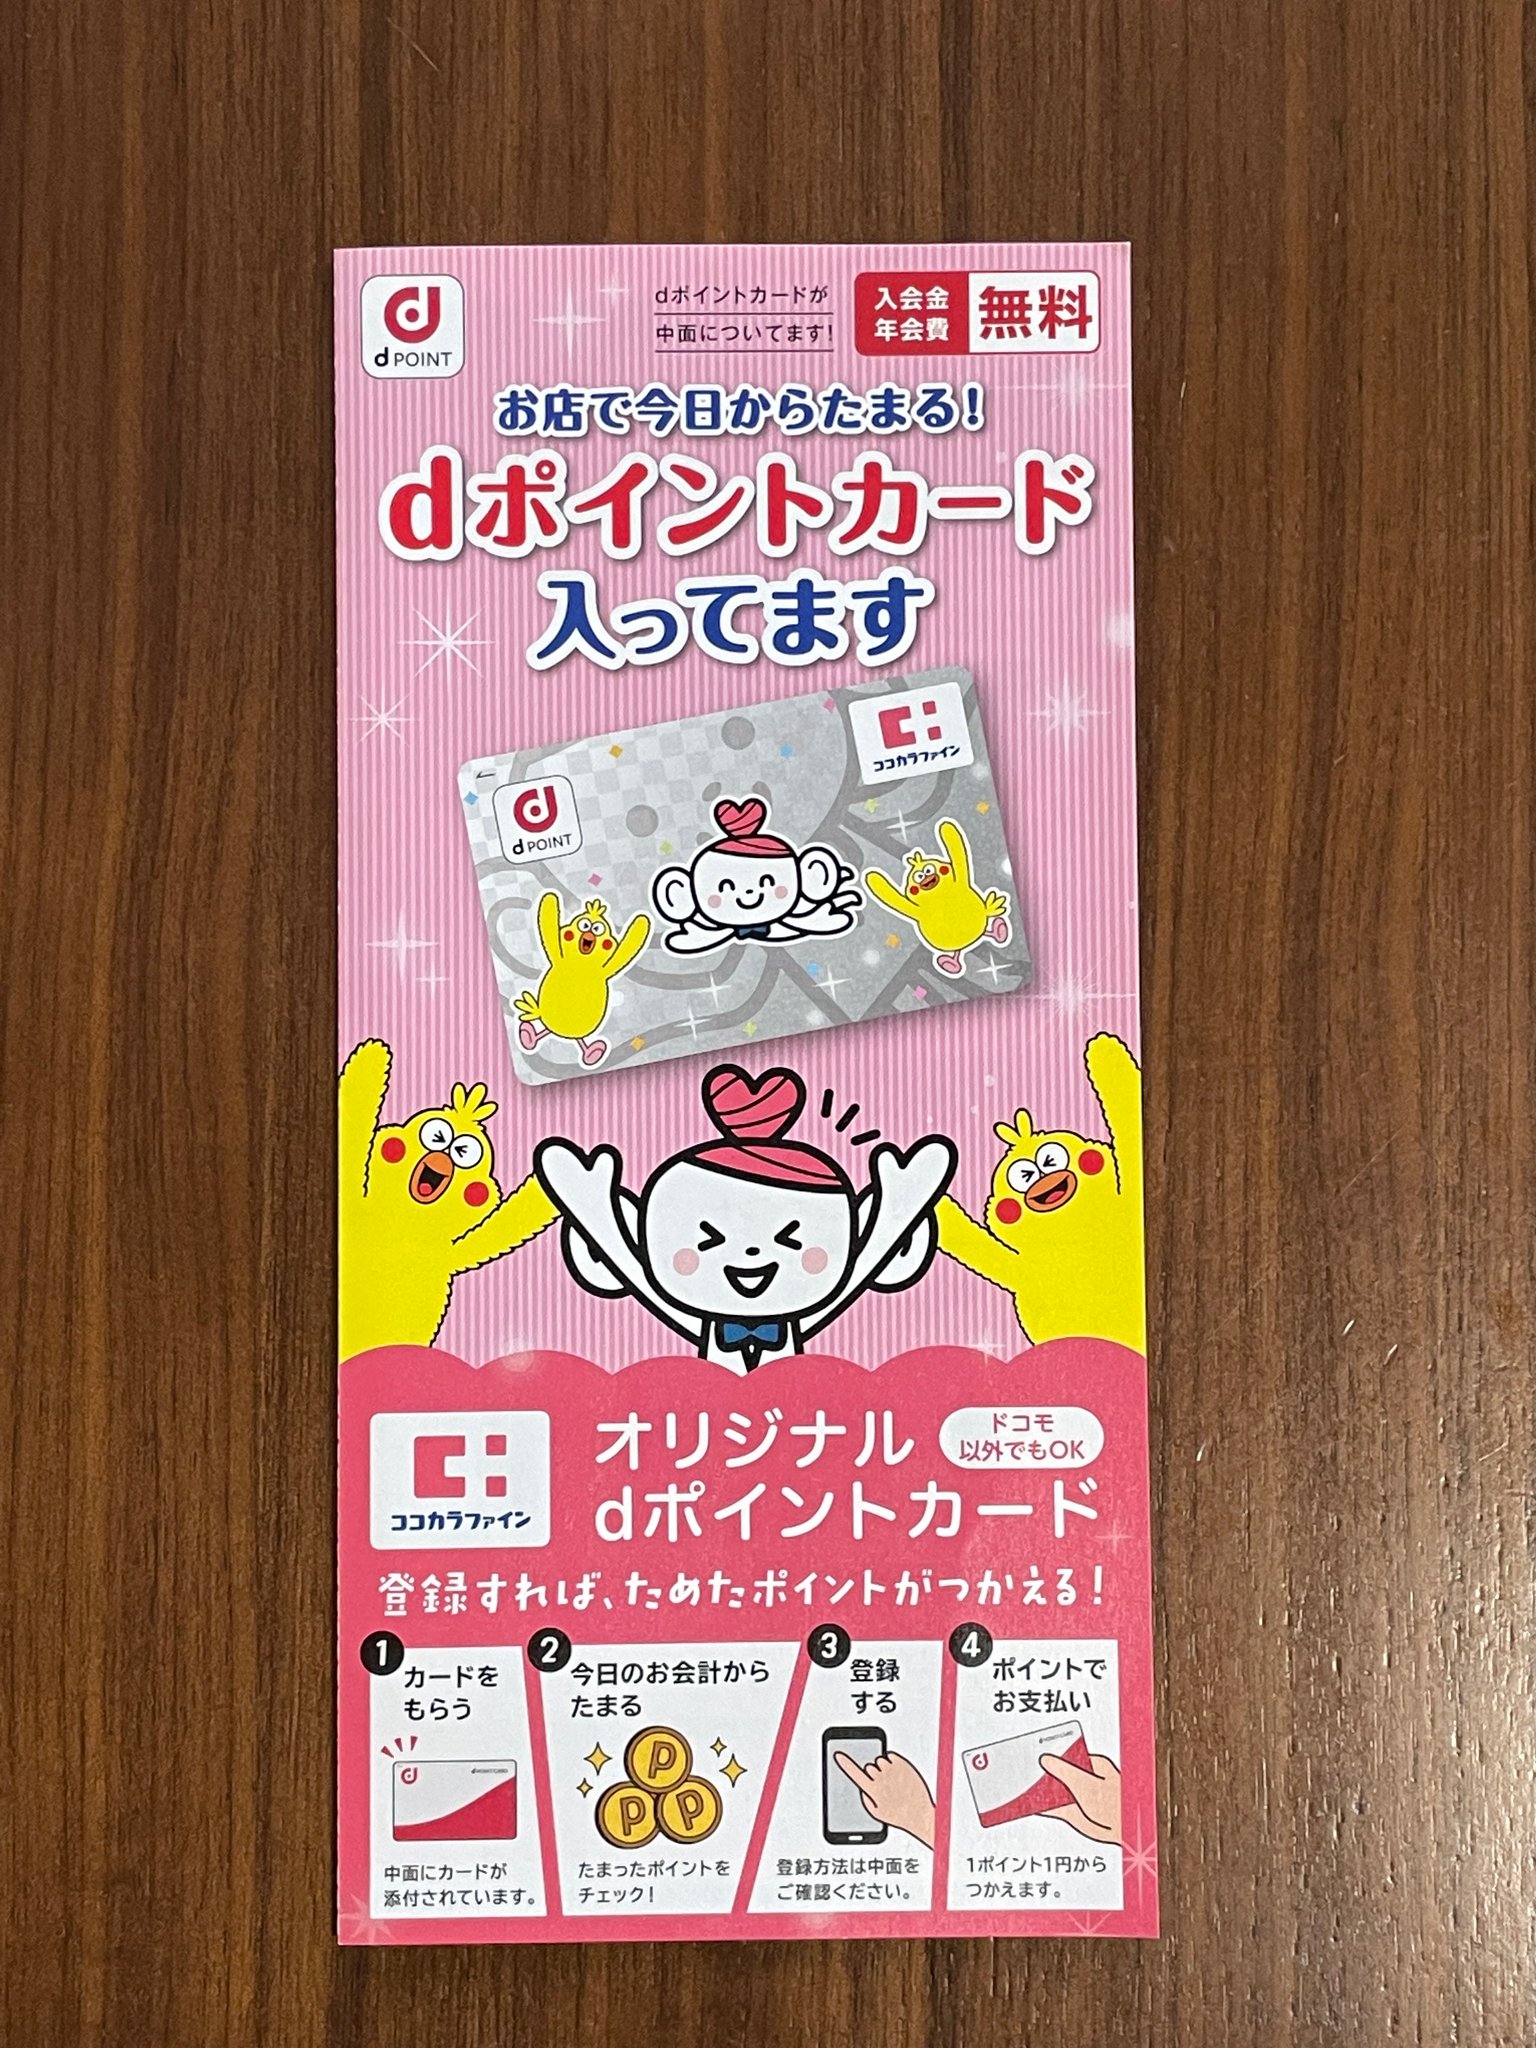 d POINT
dポイントカードが
中面についてます!
入会金
年会費
無料
お店で今日からたまる!
dポイントカード
入ってます
d POINT
ココカラファイン
ココカラファイン
オリジナル
ドコモ
以外でもOK
dポイントカード
登録すれば、ためたポイントがつかえる!
1
カードを
もらう
中面にカードが
添付されています。
2
今日のお会計から
たまる
P
P P
たまったポイントを
チェック!
3
登録
する
登録方法は中面を
ご確認ください。
4
ポイントで
お支払い
1ポイント1円から
つかえます。